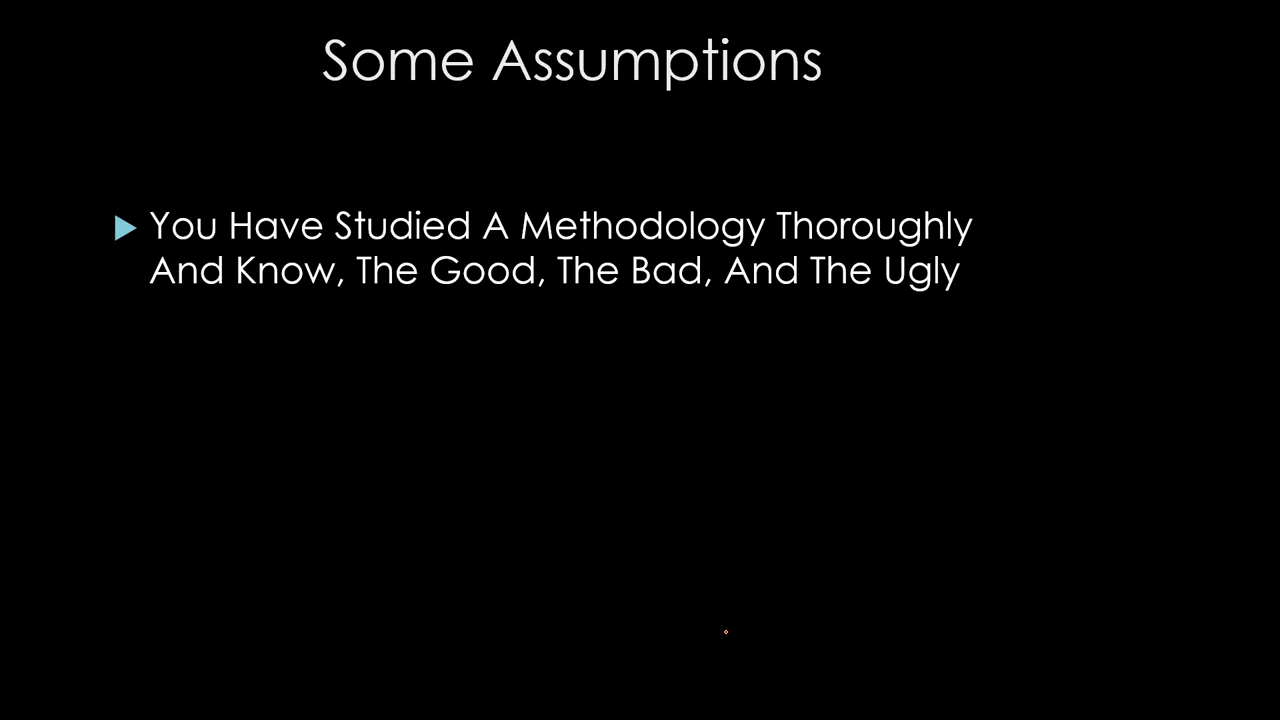 Some Assumptions
You Have Studied A Methodology Thoroughly
And Know, The Good, The Bad, And The Ugly